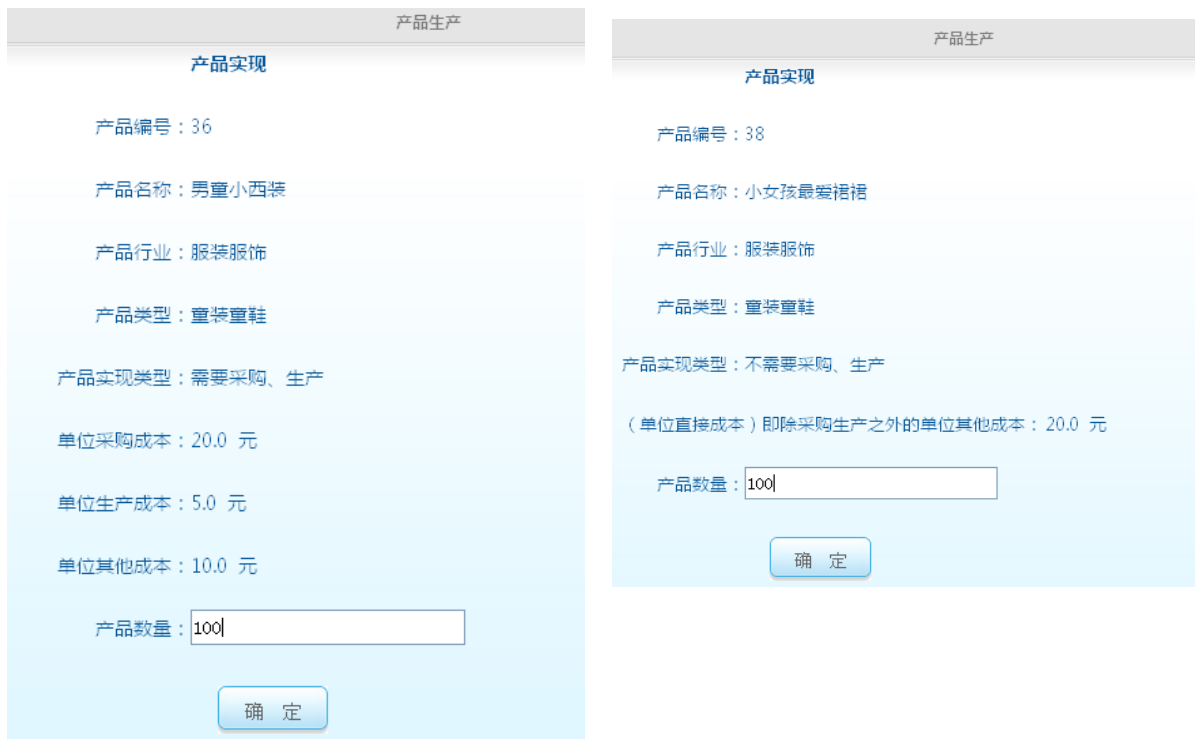 产品生产
产品实现
产品编号：36
产品名称：男童小西装
产品行业：服装服饰
产品类型：童装童鞋
产品实现类型：需要采购、生产
单位采购成本：20.0 元
单位生产成本：5.0 元
单位其他成本：10.0 元
产品数量：100
确 定
产品生产
产品实现
产品编号：38
产品名称：小女孩最爱裙裙
产品行业：服装服饰
产品类型：童装童鞋
产品实现类型：不需要采购、生产
（单位直接成本）即除采购生产之外的单位其他成本：20.0 元
产品数量：100
确 定